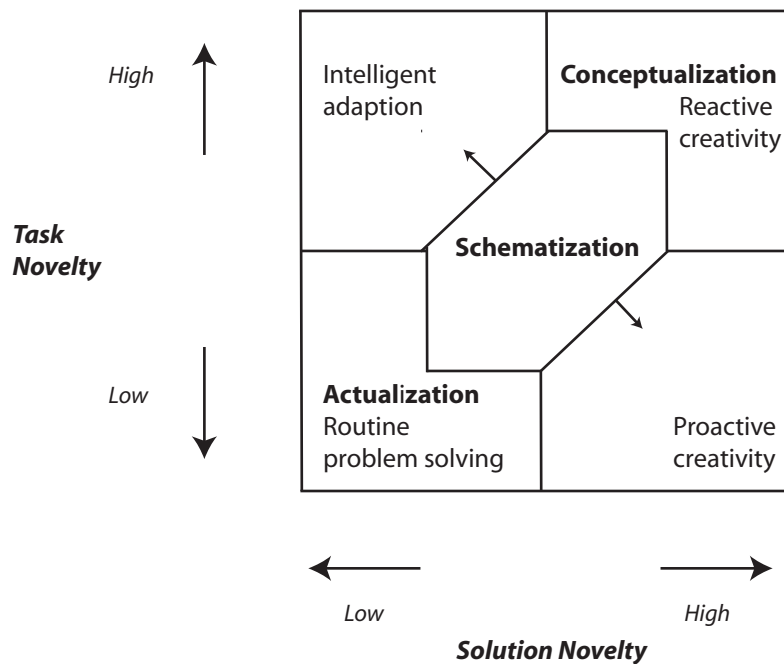 High
Intelligent
adaption
Conceptualization
Reactive
creativity
Task
Novelty
Schematization
Low
Actualization
Routine
problem solving
Proactive
creativity
Low
High
Solution Novelty